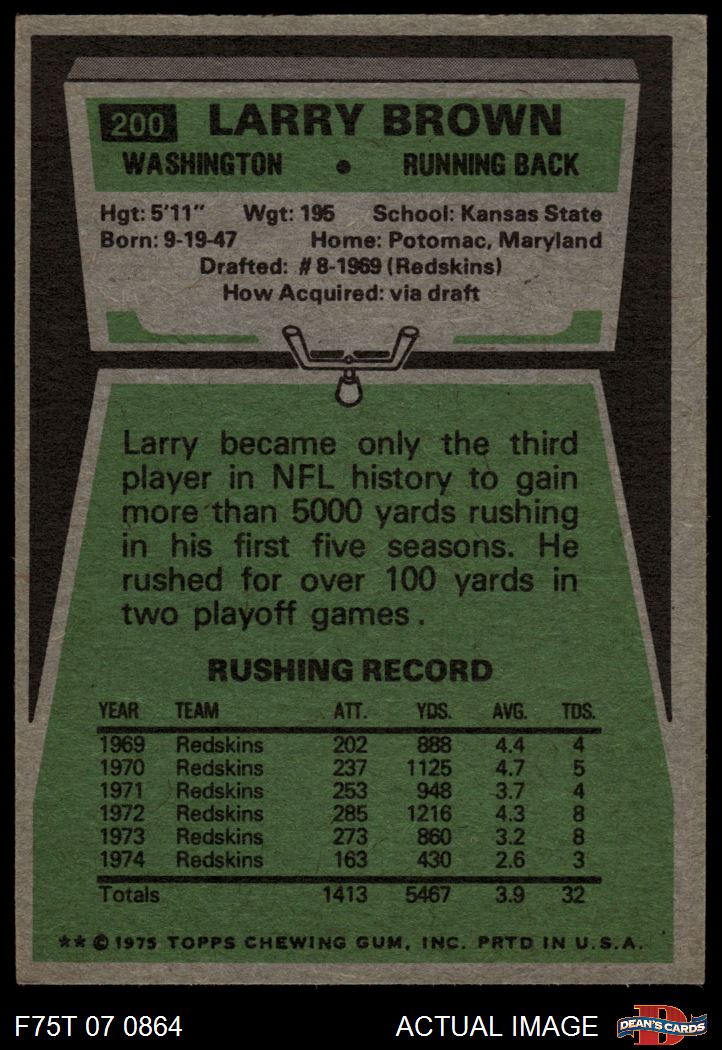 200 LARRY BROWN
WASHINGTON • RUNNING BACK
Hgt: 5'11" Wgt: 195 School: Kansas State
Born: 9-19-47 Home: Potomac, Maryland
Drafted: #8-1969 (Redskins)
How Acquired: via draft
Larry became only the third
player in NFL history to gain
more than 5000 yards rushing
in his first five seasons. He
rushed for over 100 yards in
two playoff games.
RUSHING RECORD
YEAR TEAM ATT. YDS. AVG. TDS.
1969 Redskins 202 888 4.4 4
1970 Redskins 237 1125 4.7 5
1971 Redskins 253 948 3.7 4
1972 Redskins 285 1216 4.3 8
1973 Redskins 273 860 3.2 8
1974 Redskins 163 430 2.6 3
Totals 1413 5467 3.9 32
** © 1975 TOPPS CHEWING GUM, INC. PRTD IN U.S.A.
F75T 07 0864 ACTUAL IMAGE D DEAN'S CARDS